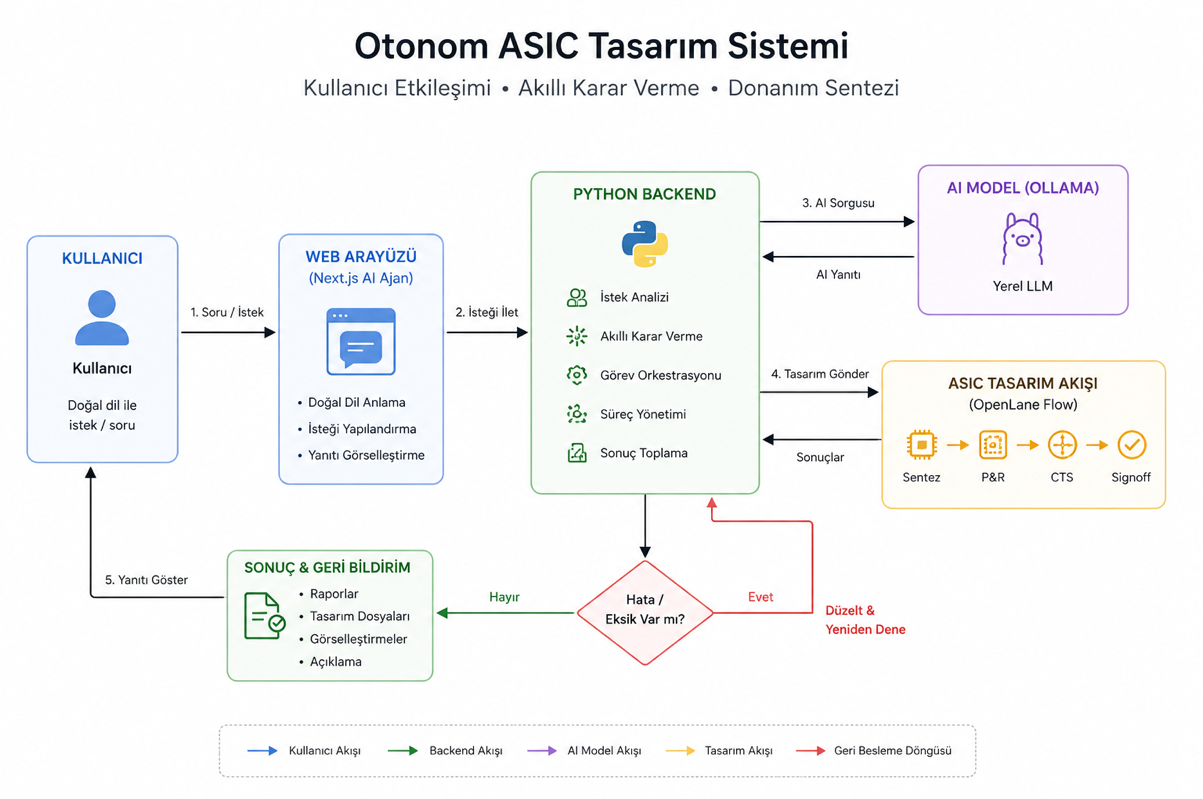 Otonom ASIC Tasarım Sistemi
Kullanıcı Etkileşimi • Akıllı Karar Verme • Donanım Sentezi
KULLANICI
Kullanıcı
Doğal dil ile
istek / soru
1. Soru / İstek
WEB ARAYÜZÜ
(Next.js AI Ajan)
• Doğal Dil Anlama
• İsteği Yapılandırma
• Yanıtı Görselleştirme
2. İsteği İlet
PYTHON BACKEND
İstek Analizi
Akıllı Karar Verme
Görev Orkestrasyonu
Süreç Yönetimi
Sonuç Toplama
3. AI Sorgusu
AI Yanıtı
AI MODEL (OLLAMA)
Yerel LLM
4. Tasarım Gönder
Sonuçlar
ASIC TASARIM AKIŞI
(OpenLane Flow)
Sentez
P&R
CTS
Signoff
Hata /
Eksik Var mı?
Evet
Düzelt &
Yeniden Dene
Hayır
SONUÇ & GERİ BİLDİRİM
• Raporlar
• Tasarım Dosyaları
• Görselleştirmeler
• Açıklama
5. Yanıtı Göster
Kullanıcı Akışı
Backend Akışı
AI Model Akışı
Tasarım Akışı
Geri Besleme Döngüsü